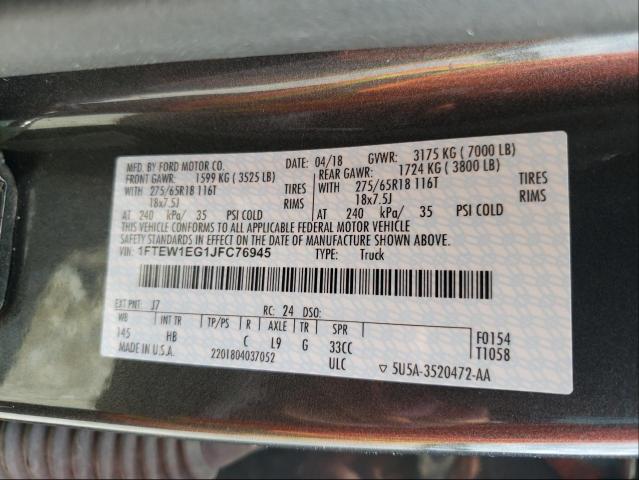 MFD. BY FORD MOTOR CO.
DATE: 04/18 GVWR: 3175 KG ( 7000 LB)
FRONT GAWR: 1599 KG ( 3525 LB)
REAR GAWR: 1724 KG ( 3800 LB)
WITH 275/65R18 116T TIRES
WITH 275/65R18 116T TIRES
18x7.5J
18x7.5J
AT 240 kPa/ 35 PSI COLD
AT 240 kPa/ 35 PSI COLD
THIS VEHICLE CONFORMS TO ALL APPLICABLE FEDERAL MOTOR VEHICLE
SAFETY STANDARDS IN EFFECT ON THE DATE OF MANUFACTURE SHOWN ABOVE.
VIN: 1FTEW1EG1JFC76945 TYPE: Truck
EXT PNT: J7 RC: 24 DSO:
WB INT TR TP/PS R AXLE TR SPR
145 HB C L9 G 33CC
F0154
T1058
MADE IN U.S.A. 2201804037052 ULC ▽ 5U5A-3520472-AA